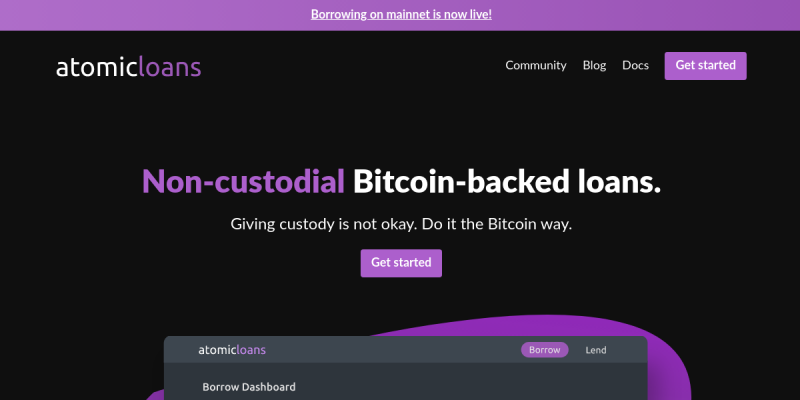 Borrowing on mainnet is now live!
atomicloans
Community Blog Docs Get started
Non-custodial Bitcoin-backed loans.
Giving custody is not okay. Do it the Bitcoin way.
Get started
atomicloans Borrow Lend
Borrow Dashboard